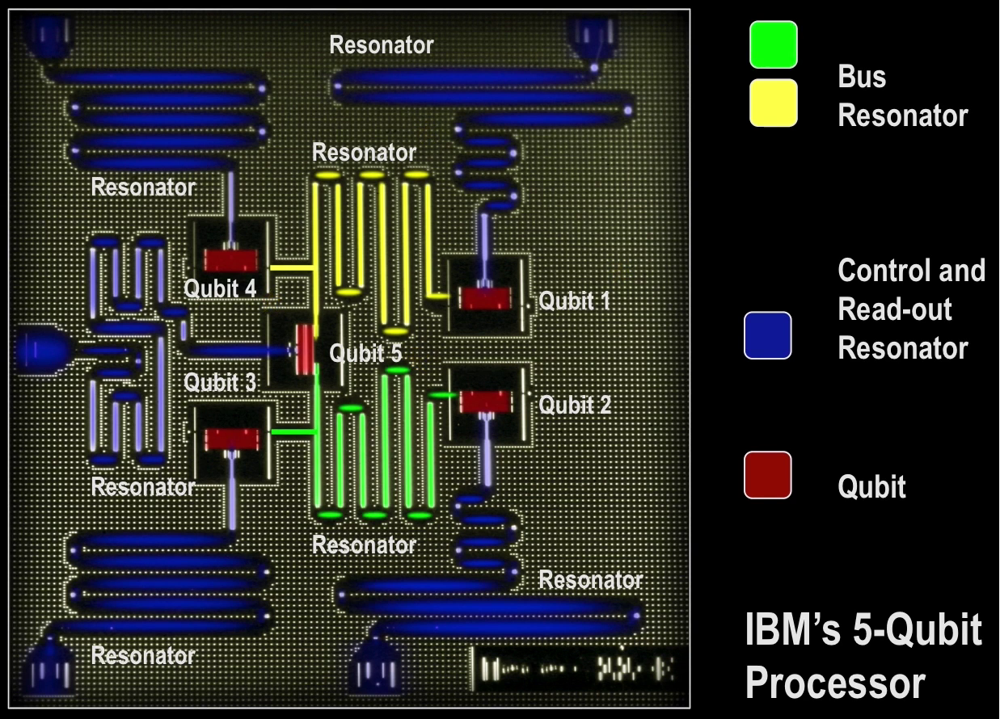 Resonator
Resonator
Resonator
Qubit 4
Qubit 1
Qubit 5
Qubit 3
Qubit 2
Resonator
Resonator
Resonator
Resonator
Bus
Resonator
Control and
Read-out
Resonator
Qubit
IBM’s 5-Qubit
Processor